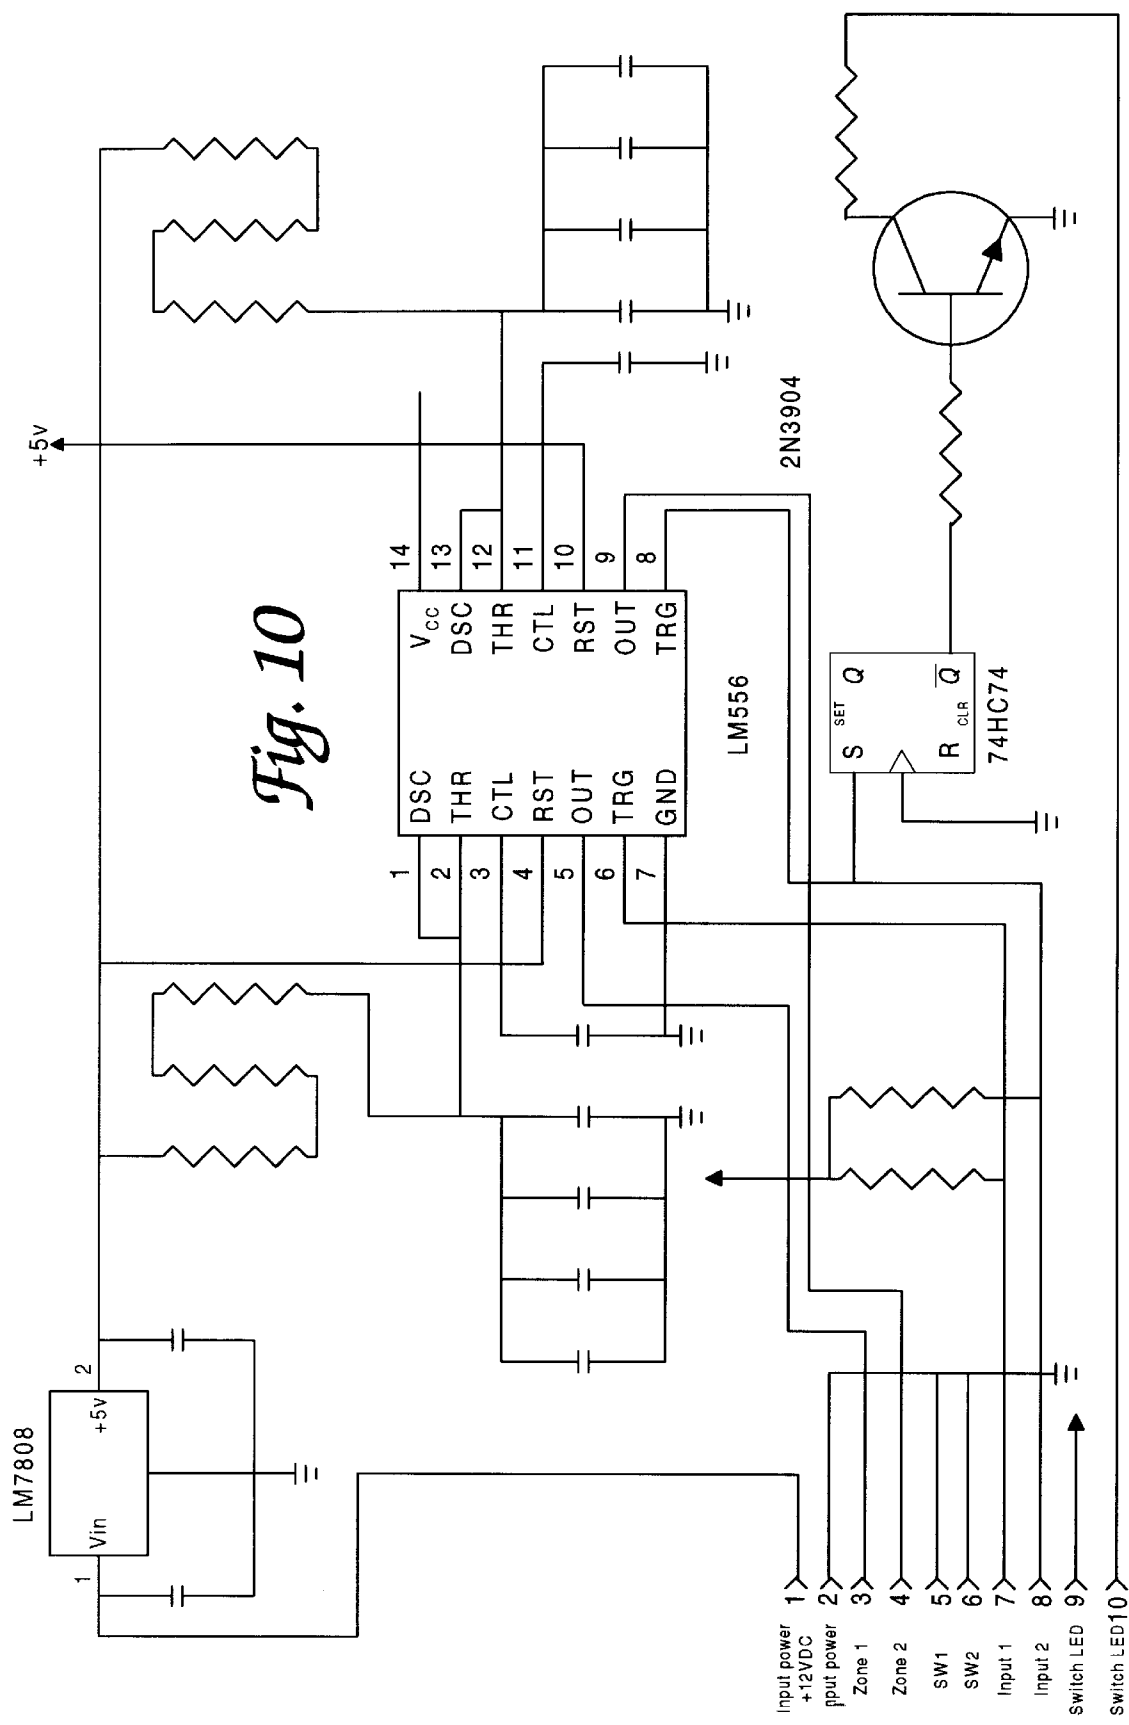 Fig. 10
LM7808
1
Vin
+5v
2
+5v
1
2
3
4
5
6
7
DSC
THR
CTL
RST
OUT
TRG
GND
VCC
DSC
THR
CTL
RST
OUT
TRG
14
13
12
11
10
9
8
LM556
2N3904
S
SET
Q
R
CLR
Q̅
74HC74
Input power
+12VDC
1
nput power
2
Zone 1
3
Zone 2
4
SW1
5
SW2
6
Input 1
7
Input 2
8
Switch LED
9
Switch LED
10